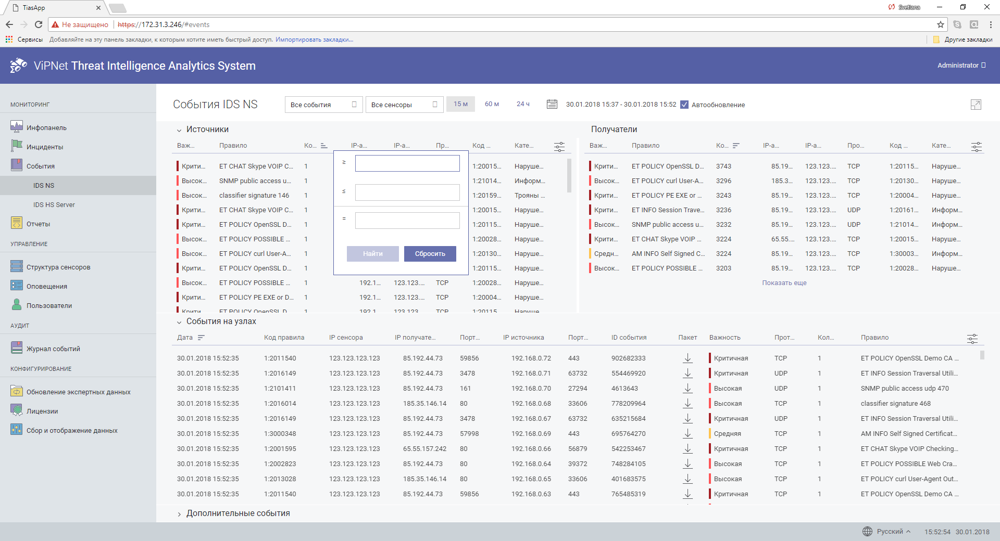 TiasApp
Svetlana
Не защищено https://172.31.3.246/#events
Сервисы Добавляйте на эту панель закладки, к которым хотите иметь быстрый доступ. Импортировать закладки... Другие закладки
ViPNet Threat Intelligence Analytics System
Administrator
МОНИТОРИНГ
Инфопанель
Инциденты
События
IDS NS
IDS HS Server
Отчеты
УПРАВЛЕНИЕ
Структура сенсоров
Оповещения
Пользователи
АУДИТ
Журнал событий
КОНФИГУРИРОВАНИЕ
Обновление экспертных данных
Лицензии
Сбор и отображение данных
События IDS NS Все события Все сенсоры 15 м 60 м 24 ч 30.01.2018 15:37 - 30.01.2018 15:52 Автообновление
Источники
Важ... Правило Ко... IP-а... IP-а... Пр... Код ... Кате...
Крити... ET CHAT Skype VOIP C... 1 1:20015... Наруше...
Высок... SNMP public access u... 1 1:21014... Информ...
Высок... classifier signature 146 1 1:20159... Трояны ...
Крити... ET CHAT Skype VOIP C... 1 1:20015... Наруше...
Крити... ET POLICY OpenSSL D... 1 1:20115... Наруше...
Высок... ET POLICY POSSIBLE ... 1 1:20028... Наруше...
Высок... ET POLICY curl User-A... 1 1:20130... Наруше...
Крити... ET POLICY OpenSSL D... 1 1:20115... Наруше...
Высок... ET POLICY POSSIBLE ... 1 192.1... 123.123.... TCP 1:20028... Наруше...
Крити... ET POLICY PE EXE or D... 1 192.1... 123.123.... TCP 1:20004... Наруше...
Крити... ET POLICY OpenSSL D... 1 192.1... 123.123.... TCP 1:20115... Наруше...
≥
≤
=
Найти Сбросить
Получатели
Важ... Правило Ко... IP-а... IP-а... Про... Код ... Кате...
Крити... ET POLICY OpenSSL D... 3743 85.19... 123.123.... TCP 1:20115... Наруше...
Высок... ET POLICY curl User-A... 3296 185.3... 123.123.... TCP 1:20130... Наруше...
Крити... ET POLICY PE EXE or ... 3243 85.19... 123.123.... TCP 1:20004... Наруше...
Крити... ET INFO Session Trave... 3236 85.19... 123.123.... UDP 1:20161... Информ...
Высок... SNMP public access u... 3232 85.19... 123.123.... UDP 1:21014... Информ...
Крити... ET CHAT Skype VOIP ... 3224 65.55.... 123.123.... TCP 1:20015... Наруше...
Средн... AM INFO Self Signed C... 3224 85.19... 123.123.... TCP 1:30003... Информ...
Высок... ET POLICY POSSIBLE ... 3203 85.19... 123.123.... TCP 1:20028... Наруше...
Показать еще
События на узлах
Дата Код правила IP сенсора IP получате... Порт... IP источника Порт... ID события Пакет Важность Прот... Кол... Правило
30.01.2018 15:52:35 1:2011540 123.123.123.123 85.192.44.73 59856 192.168.0.72 443 902682333 Критичная TCP 1 ET POLICY OpenSSL Demo CA ...
30.01.2018 15:52:35 1:2016149 123.123.123.123 85.192.44.73 3478 192.168.0.71 63732 554469920 Критичная UDP 1 ET INFO Session Traversal Utili...
30.01.2018 15:52:35 1:2101411 123.123.123.123 85.192.44.73 161 192.168.0.70 27294 4613643 Высокая UDP 1 SNMP public access udp 470
30.01.2018 15:52:35 1:2016014 123.123.123.123 185.35.146.14 80 192.168.0.68 33606 778209964 Высокая TCP 1 classifier signature 468
30.01.2018 15:52:35 1:2016149 123.123.123.123 85.192.44.73 3478 192.168.0.67 63732 635215684 Критичная UDP 1 ET INFO Session Traversal Utili...
30.01.2018 15:52:35 1:3000348 123.123.123.123 85.192.44.73 57998 192.168.0.69 443 695764270 Средняя TCP 1 AM INFO Self Signed Certificat...
30.01.2018 15:52:35 1:2001595 123.123.123.123 65.55.157.242 80 192.168.0.66 56879 542253467 Критичная TCP 1 ET CHAT Skype VOIP Checking...
30.01.2018 15:52:35 1:2002823 123.123.123.123 85.192.44.73 80 192.168.0.64 39372 748284105 Высокая TCP 1 ET POLICY POSSIBLE Web Cra...
30.01.2018 15:52:35 1:2013028 123.123.123.123 185.35.146.14 80 192.168.0.65 33606 401683575 Высокая TCP 1 ET POLICY curl User-Agent Out...
30.01.2018 15:52:35 1:2011540 123.123.123.123 85.192.44.73 59856 192.168.0.63 443 765485319 Критичная TCP 1 ET POLICY OpenSSL Demo CA ...
Дополнительные события
Русский 15:52:54 30.01.2018